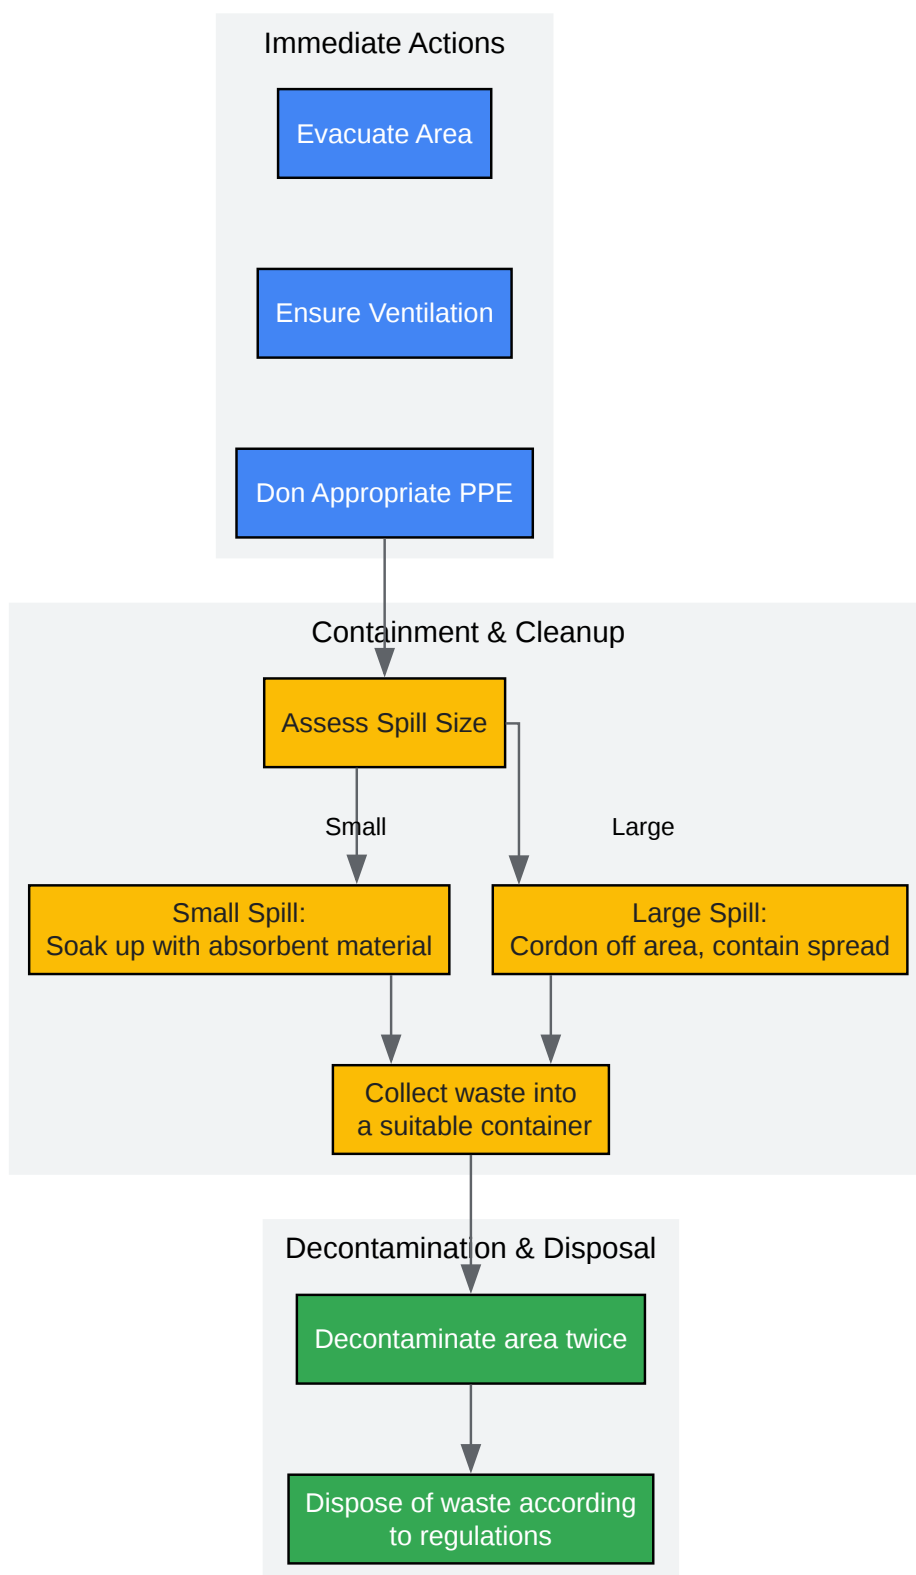 Immediate Actions
Evacuate Area
Ensure Ventilation
Don Appropriate PPE
Containment & Cleanup
Assess Spill Size
Small
Large
Small Spill:
Soak up with absorbent material
Large Spill:
Cordon off area, contain spread
Collect waste into
a suitable container
Decontamination & Disposal
Decontaminate area twice
Dispose of waste according
to regulations